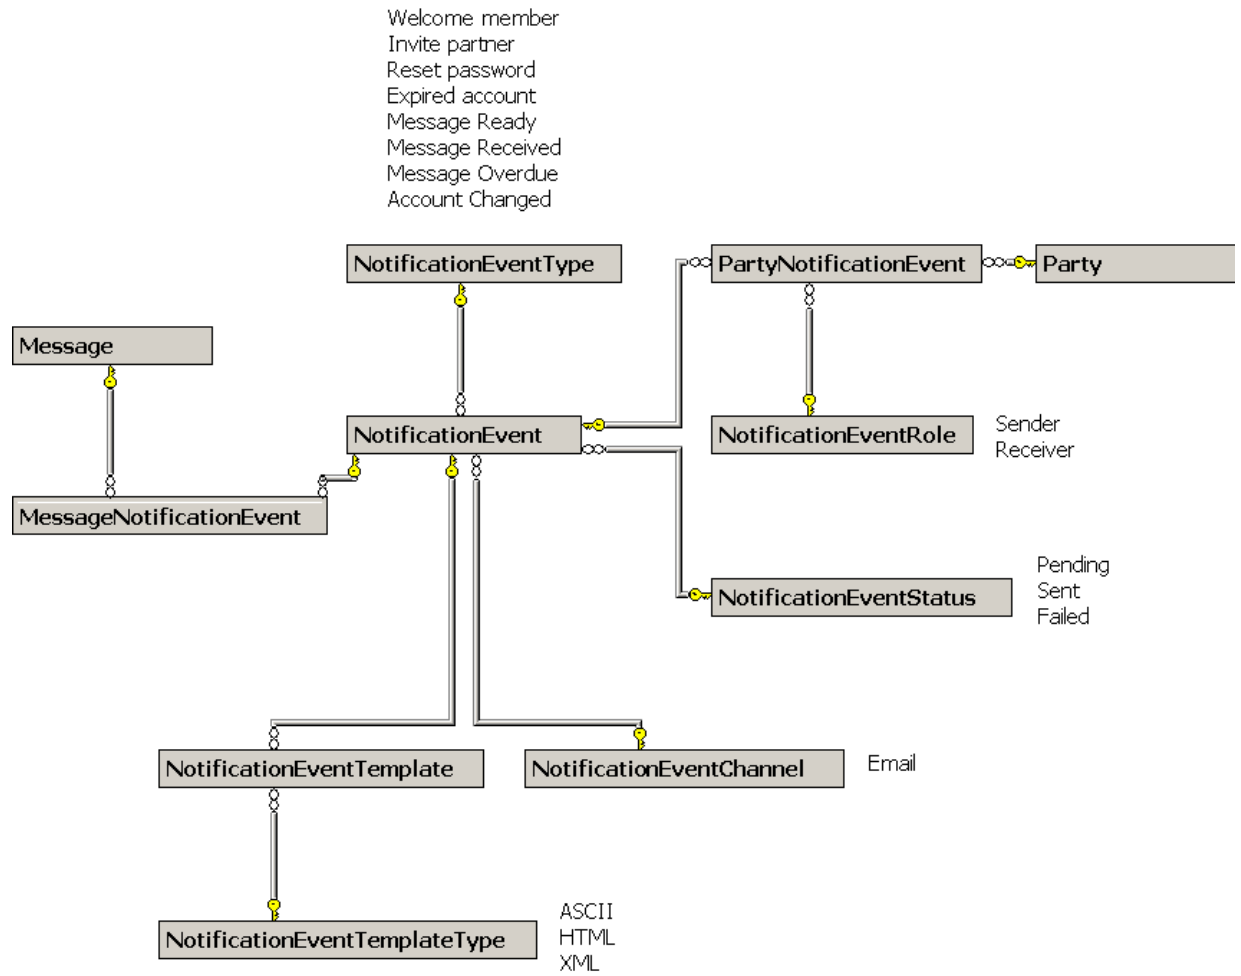 Welcome member
Invite partner
Reset password
Expired account
Message Ready
Message Received
Message Overdue
Account Changed
NotificationEventType
PartyNotificationEvent
Party
Message
NotificationEvent
NotificationEventRole
Sender
Receiver
MessageNotificationEvent
NotificationEventStatus
Pending
Sent
Failed
NotificationEventTemplate
NotificationEventChannel
Email
NotificationEventTemplateType
ASCII
HTML
XML